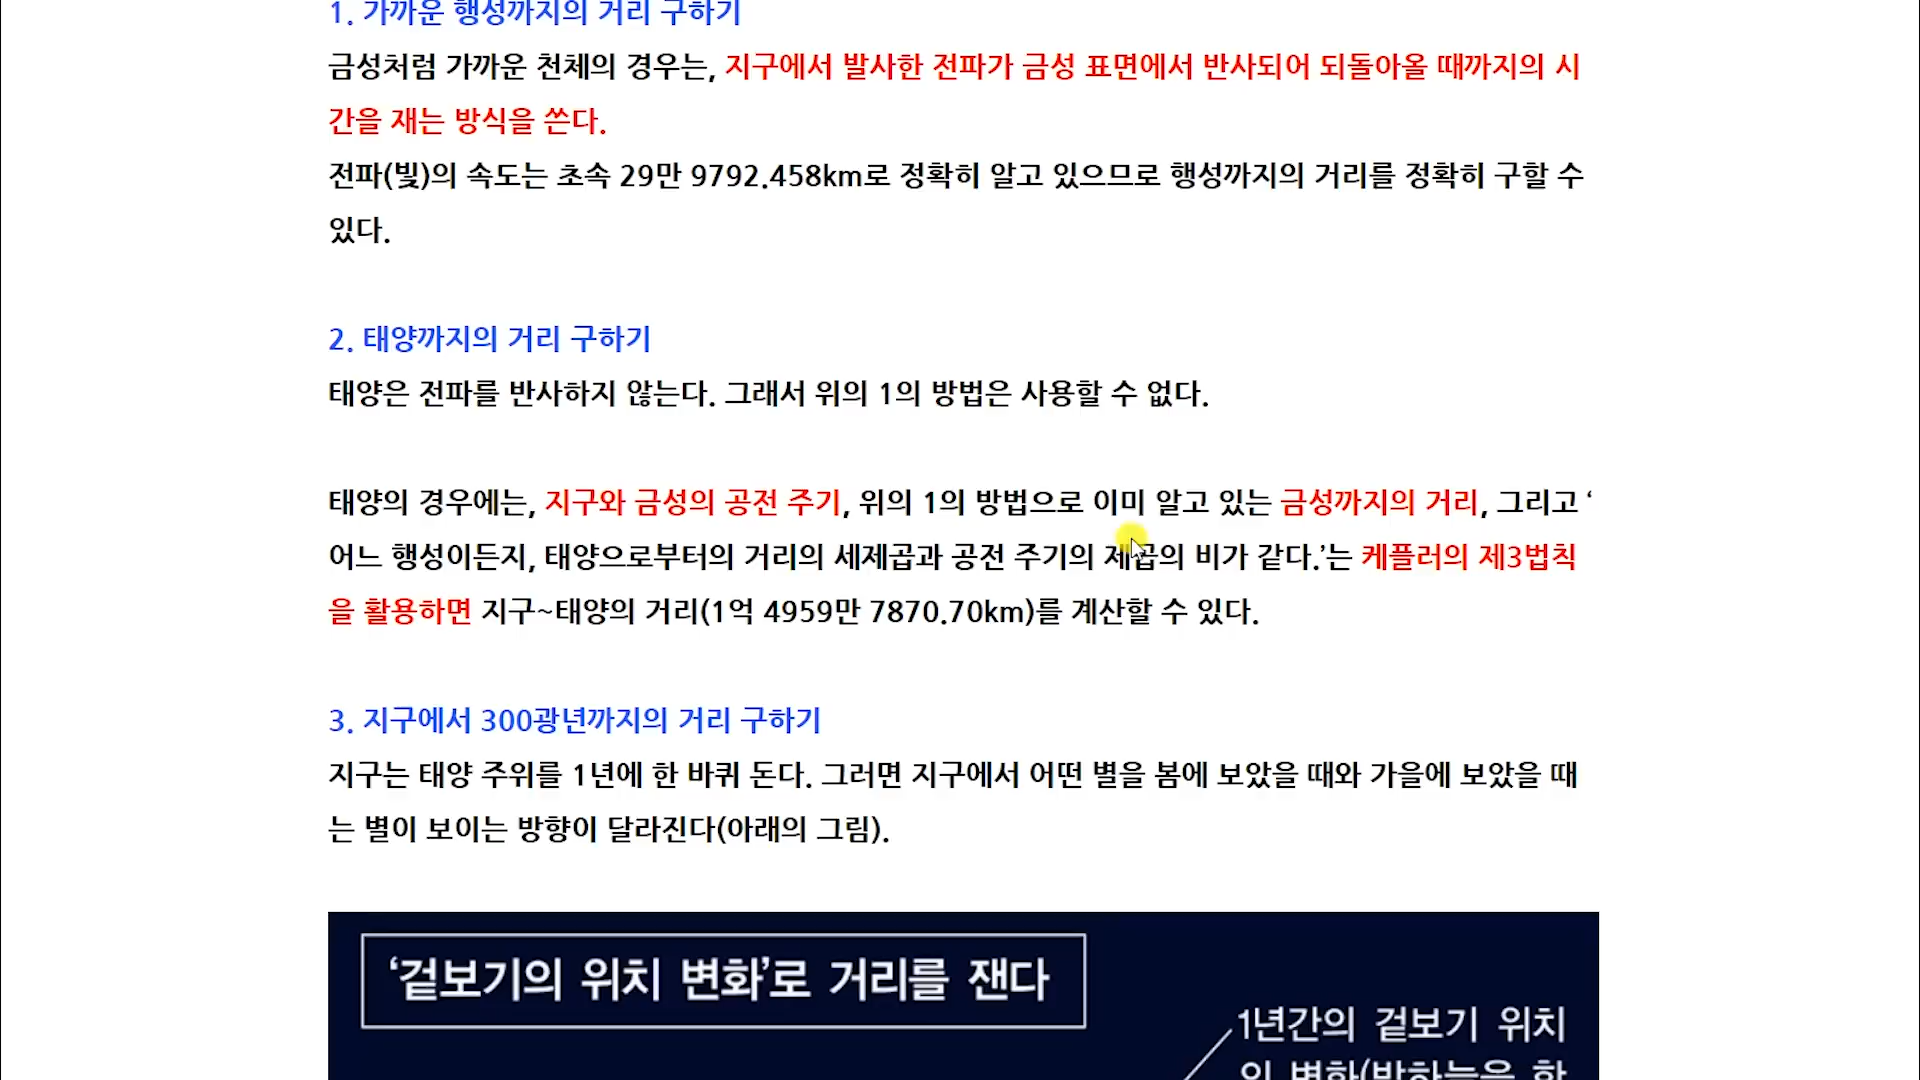 1. 가까운 행성까지의 거리 구하기
금성처럼 가까운 천체의 경우는, 지구에서 발사한 전파가 금성 표면에서 반사되어 되돌아올 때까지의 시
간을 재는 방식을 쓴다.
전파(빛)의 속도는 초속 29만 9792.458km로 정확히 알고 있으므로 행성까지의 거리를 정확히 구할 수
있다.
2. 태양까지의 거리 구하기
태양은 전파를 반사하지 않는다. 그래서 위의 1의 방법은 사용할 수 없다.
태양의 경우에는, 지구와 금성의 공전 주기, 위의 1의 방법으로 이미 알고 있는 금성까지의 거리, 그리고 ‘
어느 행성이든지, 태양으로부터의 거리의 세제곱과 공전 주기의 제곱의 비가 같다.’는 케플러의 제3법칙
을 활용하면 지구~태양의 거리(1억 4959만 7870.70km)를 계산할 수 있다.
3. 지구에서 300광년까지의 거리 구하기
지구는 태양 주위를 1년에 한 바퀴 돈다. 그러면 지구에서 어떤 별을 봄에 보았을 때와 가을에 보았을 때
는 별이 보이는 방향이 달라진다(아래의 그림).
‘겉보기의 위치 변화’로 거리를 잰다
1년간의 겉보기 위치
의 변화(밤하늘을 한